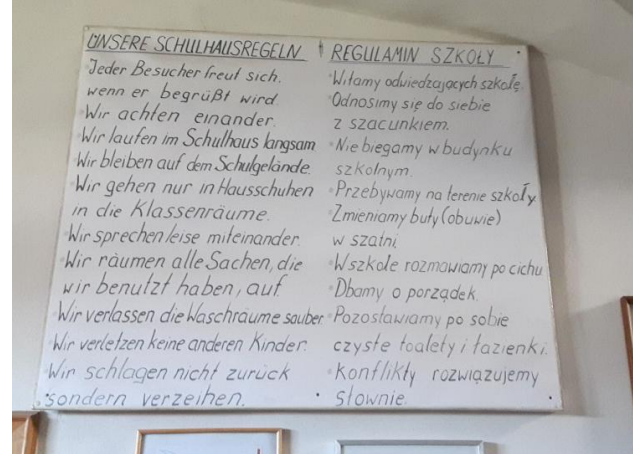 UNSERE SCHULHAUSREGELN
Jeder Besucher freut sich,
wenn er begrüßt wird.
Wir achten einander.
Wir laufen im Schulhaus langsam
Wir bleiben auf dem Schulgelände.
Wir gehen nur in Hausschuhen
in die Klassenräume.
Wir sprechen leise miteinander.
Wir räumen alle Sachen, die
wir benutzt haben, auf.
Wir verlassen die Waschräume sauber.
Wir verletzen keine anderen Kinder.
Wir schlagen nicht zurück
sondern verzeihen.
REGULAMIN SZKOŁY
Witamy odwiedzających szkołę.
Odnosimy się do siebie
z szacunkiem.
Nie biegamy w budynku
szkolnym.
Przebywamy na terenie szkoły.
Zmieniamy buty (obuwie)
w szatni.
W szkole rozmawiamy po cichu
Dbamy o porządek.
Pozostawiamy po sobie
czyste toalety i łazienki.
Konflikty rozwiązujemy
słownie.